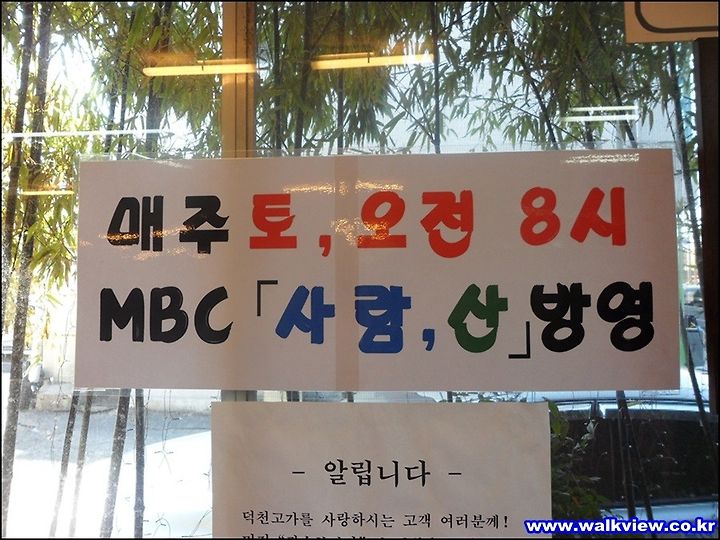 매주 토, 오전 8시
MBC 「사람, 산」 방영
- 알립니다 -
덕천고가를 사랑하시는 고객 여러분께!
www.walkview.co.kr